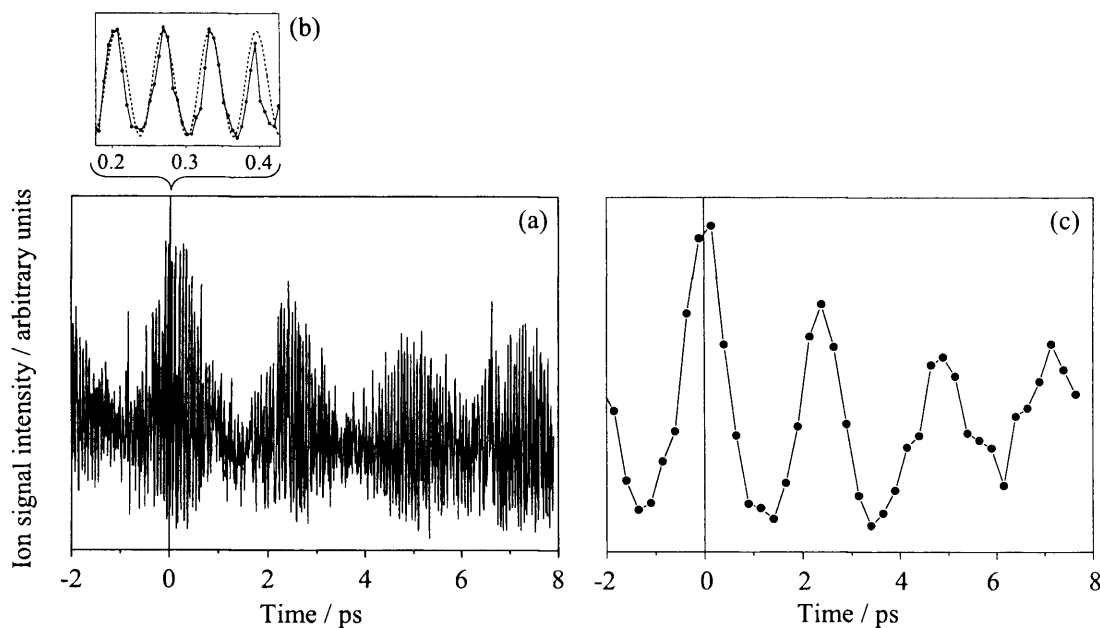 (b)
0.2 0.3 0.4
Ion signal intensity / arbitrary units
(a)
-2 0 2 4 6 8
Time / ps
(c)
-2 0 2 4 6 8
Time / ps